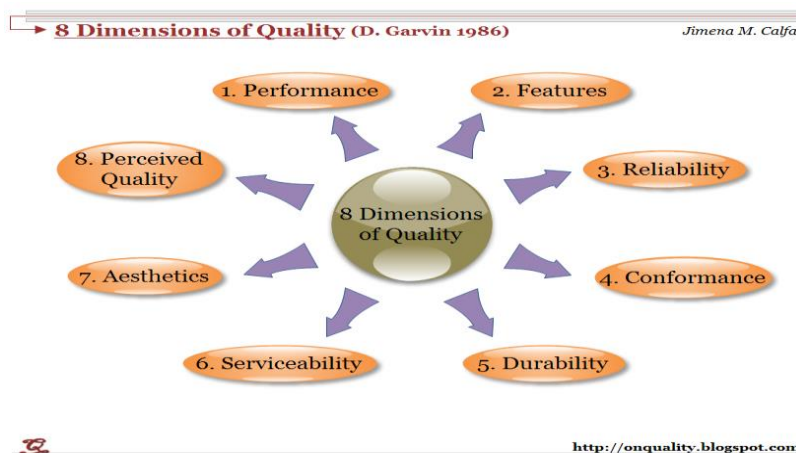 8 Dimensions of Quality (D. Garvin 1986)
Jimena M. Calfa
1. Performance
2. Features
8. Perceived
Quality
3. Reliability
8 Dimensions
of Quality
7. Aesthetics
4. Conformance
6. Serviceability
5. Durability
http://onquality.blogspot.com